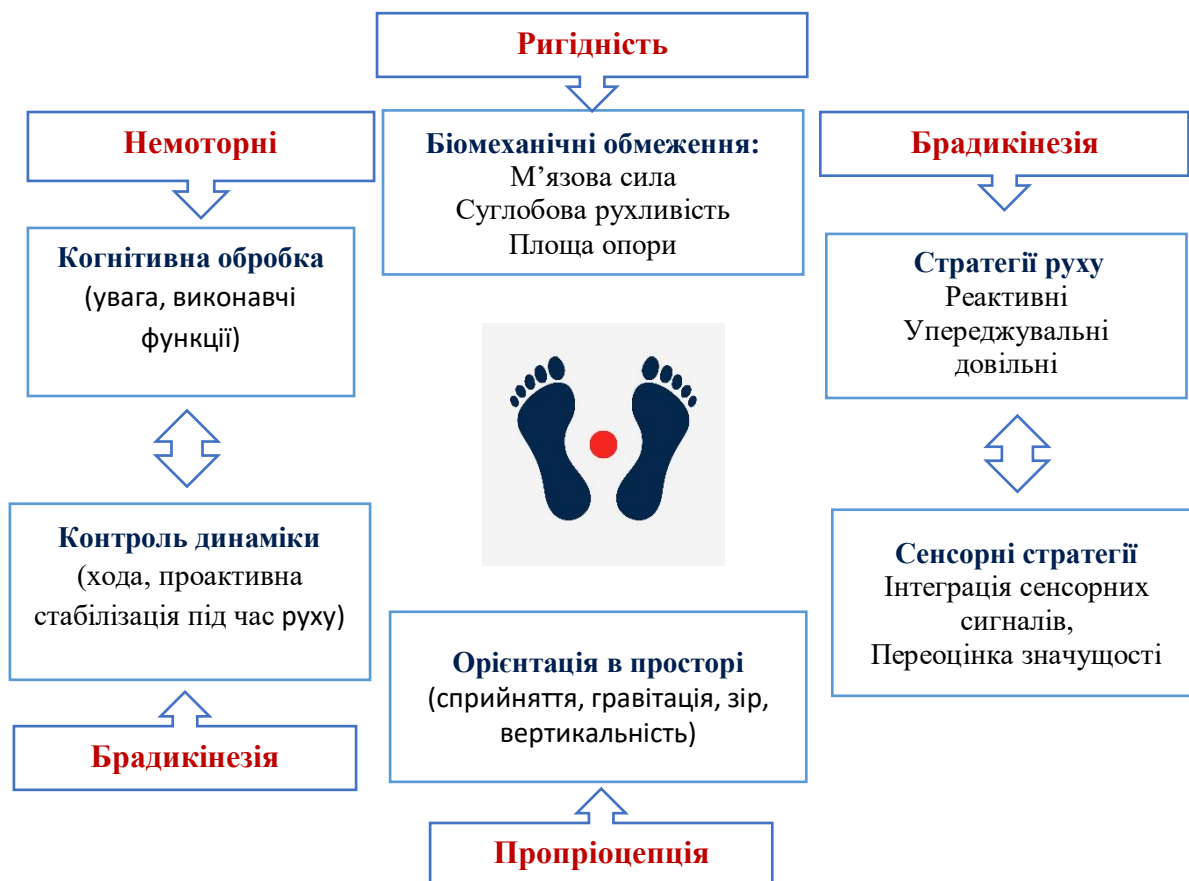 Ригідність
Немоторні
Біомеханічні обмеження:
М’язова сила
Суглобова рухливість
Площа опори
Брадикінезія
Когнітивна обробка
(увага, виконавчі
функції)
Стратегії руху
Реактивні
Упереджувальні
довільні
Контроль динаміки
(хода, проактивна
стабілізація під час руху)
Сенсорні стратегії
Інтеграція сенсорних
сигналів,
Переоцінка значущості
Орієнтація в просторі
(сприйняття, гравітація, зір,
вертикальність)
Брадикінезія
Пропріоцепція